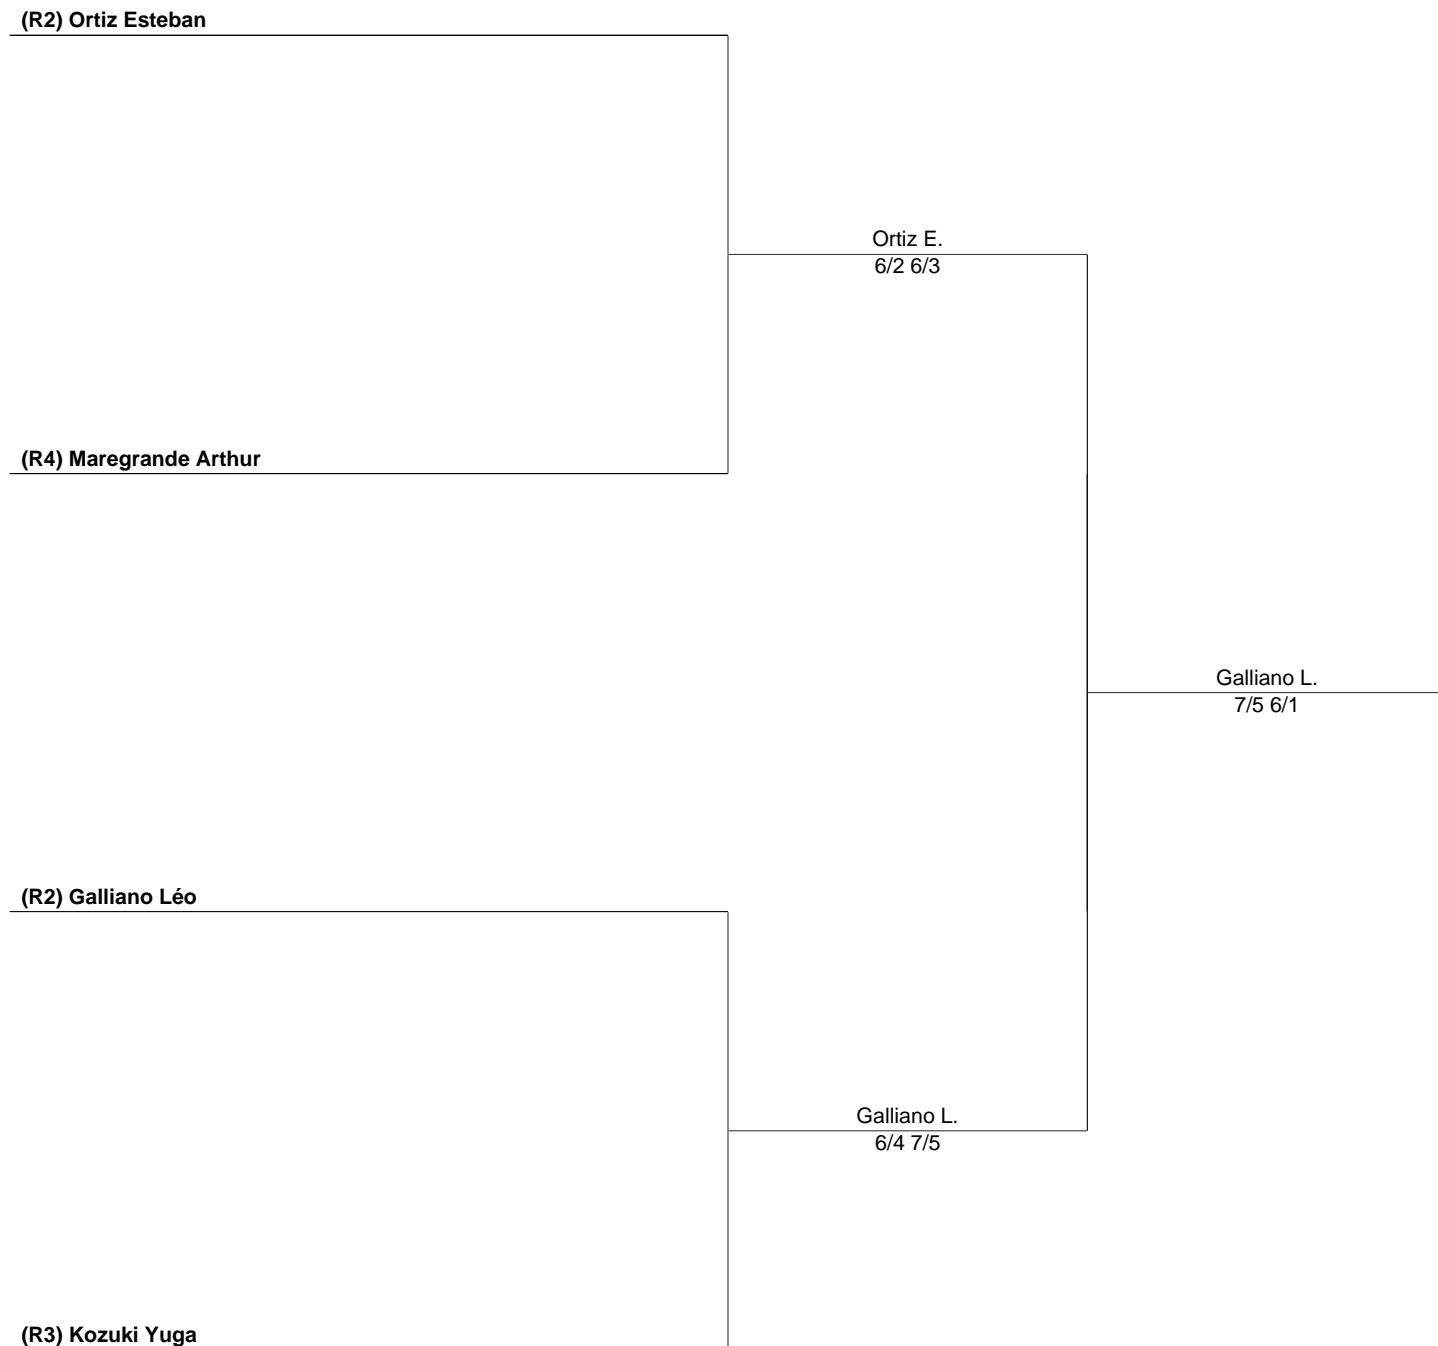 (R2) Ortiz Esteban
Ortiz E.
6/2 6/3
(R4) Maregrande Arthur
Galliano L.
7/5 6/1
(R2) Galliano Léo
Galliano L.
6/4 7/5
(R3) Kozuki Yuga